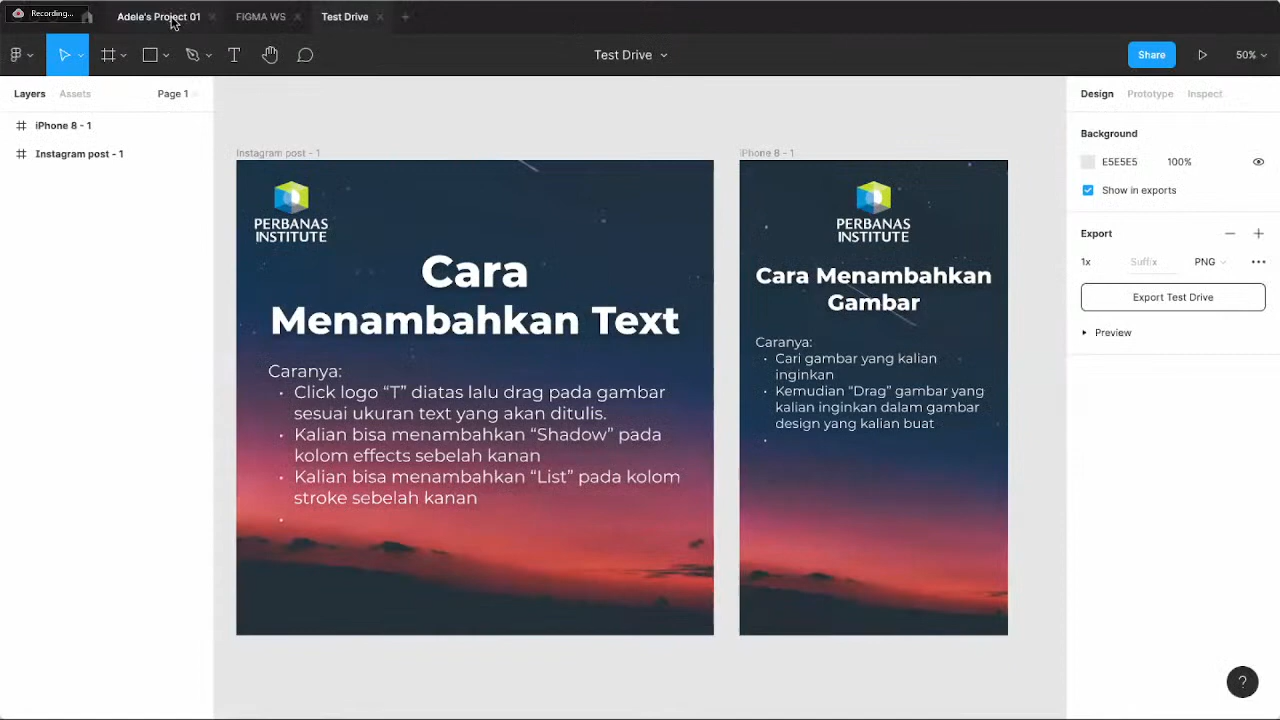 Recording...
Adele's Project 01
FIGMA WS
Test Drive
Test Drive
Share
50%
Layers
Assets
Page 1
iPhone 8 - 1
Instagram post - 1
Instagram post - 1
PERBANAS
INSTITUTE
Cara
Menambahkan Text
Caranya:
• Click logo “T” diatas lalu drag pada gambar
sesuai ukuran text yang akan ditulis.
• Kalian bisa menambahkan “Shadow” pada
kolom effects sebelah kanan
• Kalian bisa menambahkan “List” pada kolom
stroke sebelah kanan
•
iPhone 8 - 1
PERBANAS
INSTITUTE
Cara Menambahkan
Gambar
Caranya:
• Cari gambar yang kalian
inginkan
• Kemudian “Drag” gambar yang
kalian inginkan dalam gambar
design yang kalian buat
•
Design
Prototype
Inspect
Background
E5E5E5
100%
Show in exports
Export
1x
Suffix
PNG
Export Test Drive
Preview
?